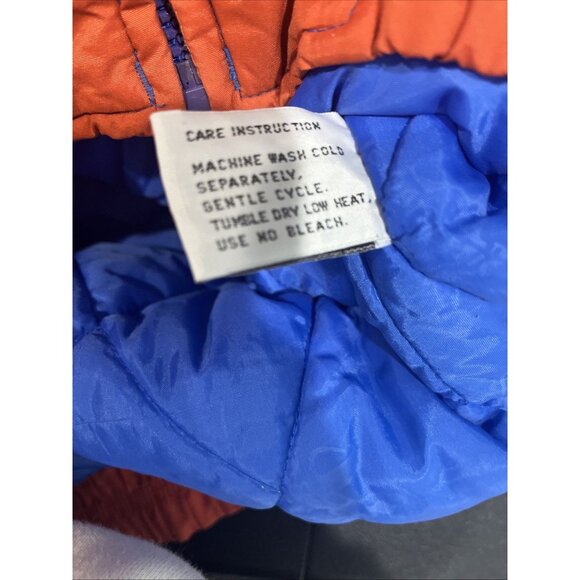 CARE INSTRUCTION
MACHINE WASH COLD
SEPARATELY,
GENTLE CYCLE.
TUMBLE DRY LOW HEAT,
USE NO BLEACH.